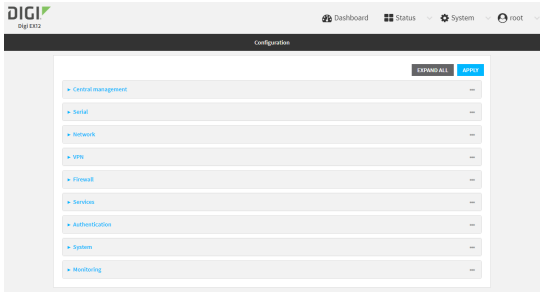 DIGI
Digi EX12
Dashboard
Status
System
root
Configuration
EXPAND ALL
APPLY
Central management
Serial
Network
VPN
Firewall
Services
Authentication
System
Monitoring